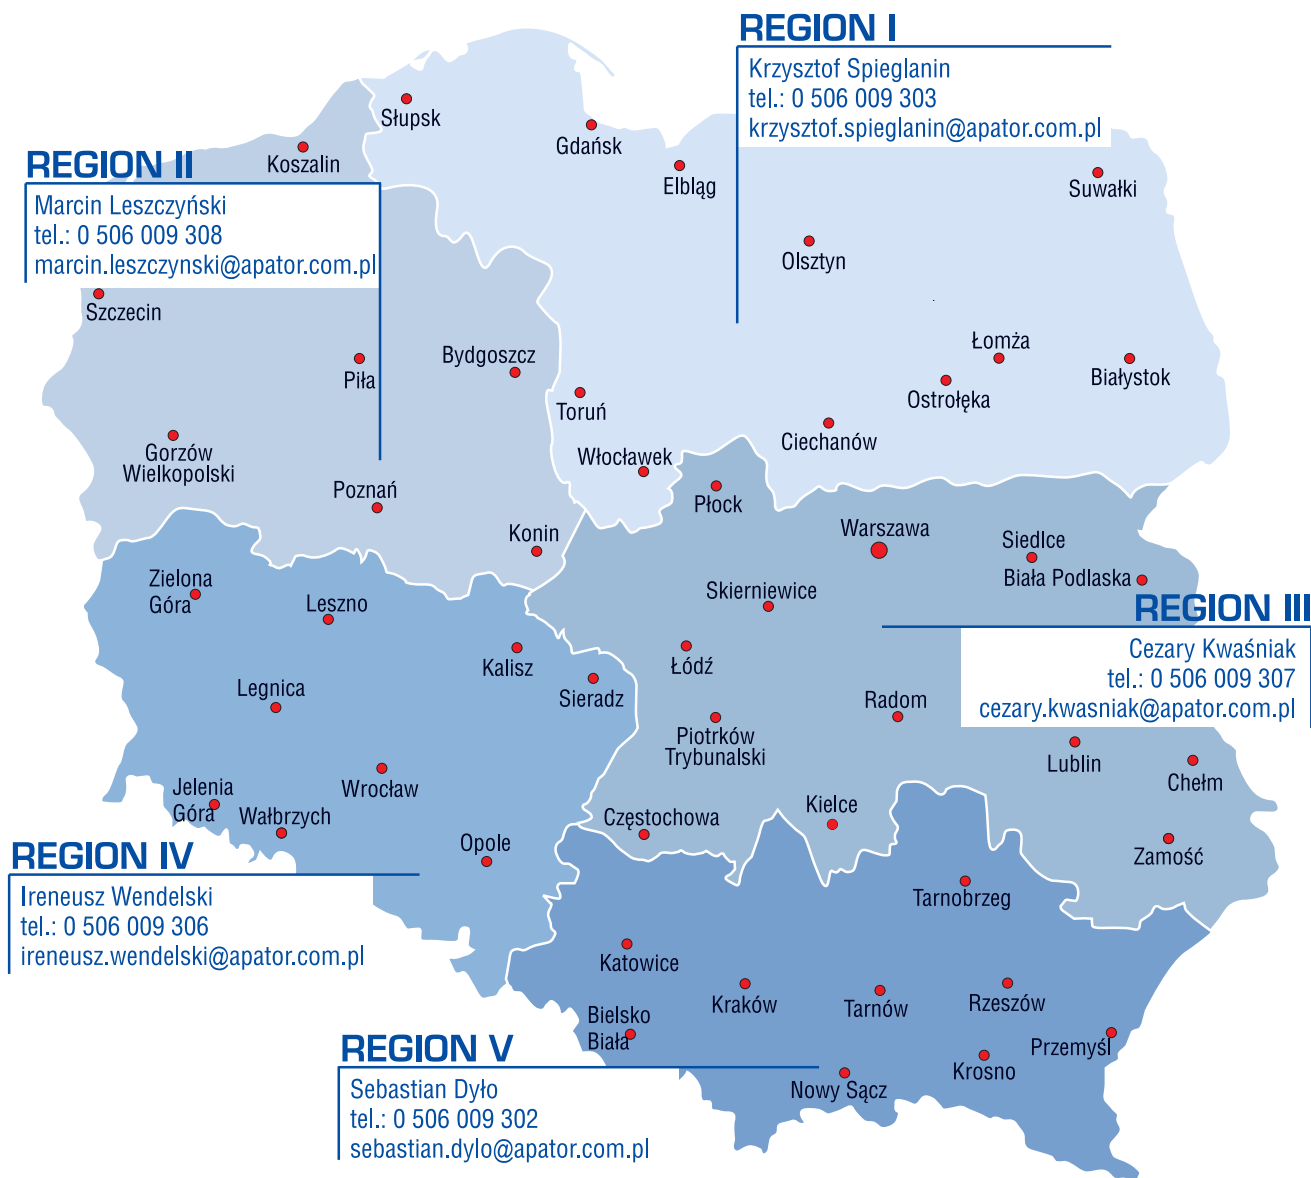 REGION I
Krzysztof Spieglanin
tel.: 0 506 009 303
krzysztof.spieglanin@apator.com.pl
Słupsk
Gdańsk
Koszalin
Elbląg
Suwałki
REGION II
Marcin Leszczyński
tel.: 0 506 009 308
marcin.leszczynski@apator.com.pl
Olsztyn
Szczecin
Łomża
Bydgoszcz
Piła
Białystok
Ostrołęka
Toruń
Ciechanów
Gorzów
Wielkopolski
Włocławek
Poznań
Płock
Konin
Warszawa
Siedlce
Biała Podlaska
Zielona
Góra
Leszno
Skierniewice
REGION III
Cezary Kwaśniak
tel.: 0 506 009 307
cezary.kwasniak@apator.com.pl
Kalisz
Łódź
Legnica
Sieradz
Radom
Piotrków
Trybunalski
Lublin
Chełm
Jelenia
Góra
Wrocław
Wałbrzych
Częstochowa
Kielce
Opole
Zamość
REGION IV
Ireneusz Wendelski
tel.: 0 506 009 306
ireneusz.wendelski@apator.com.pl
Tarnobrzeg
Katowice
Kraków
Tarnów
Rzeszów
Bielsko
Biała
Przemyśl
Krosno
Nowy Sącz
REGION V
Sebastian Dyło
tel.: 0 506 009 302
sebastian.dylo@apator.com.pl